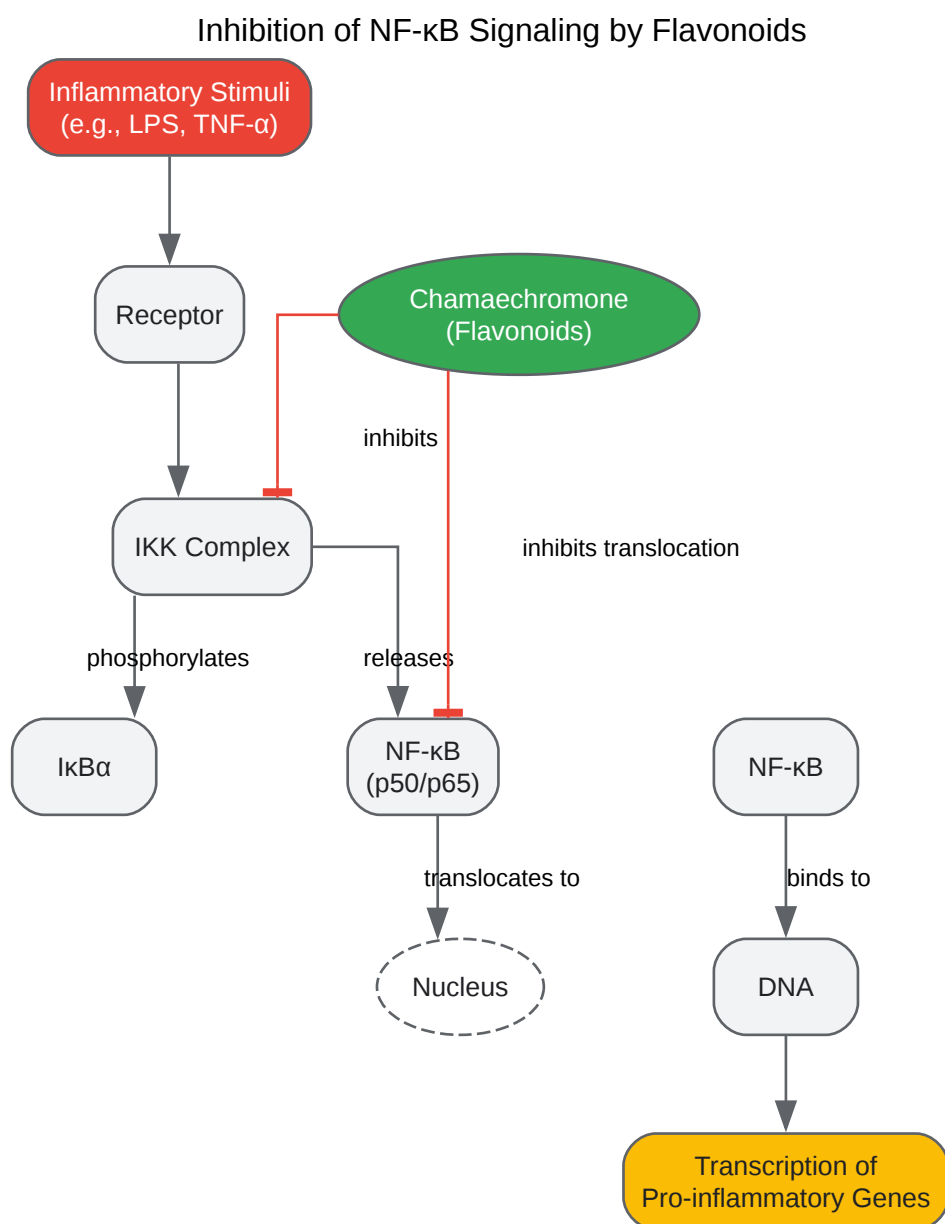 Inhibition of NF-κB Signaling by Flavonoids
Inflammatory Stimuli
(e.g., LPS, TNF-α)
Receptor
Chamaechromone
(Flavonoids)
inhibits
IKK Complex
inhibits translocation
phosphorylates
releases
IκBα
NF-κB
(p50/p65)
NF-κB
translocates to
binds to
Nucleus
DNA
Transcription of
Pro-inflammatory Genes